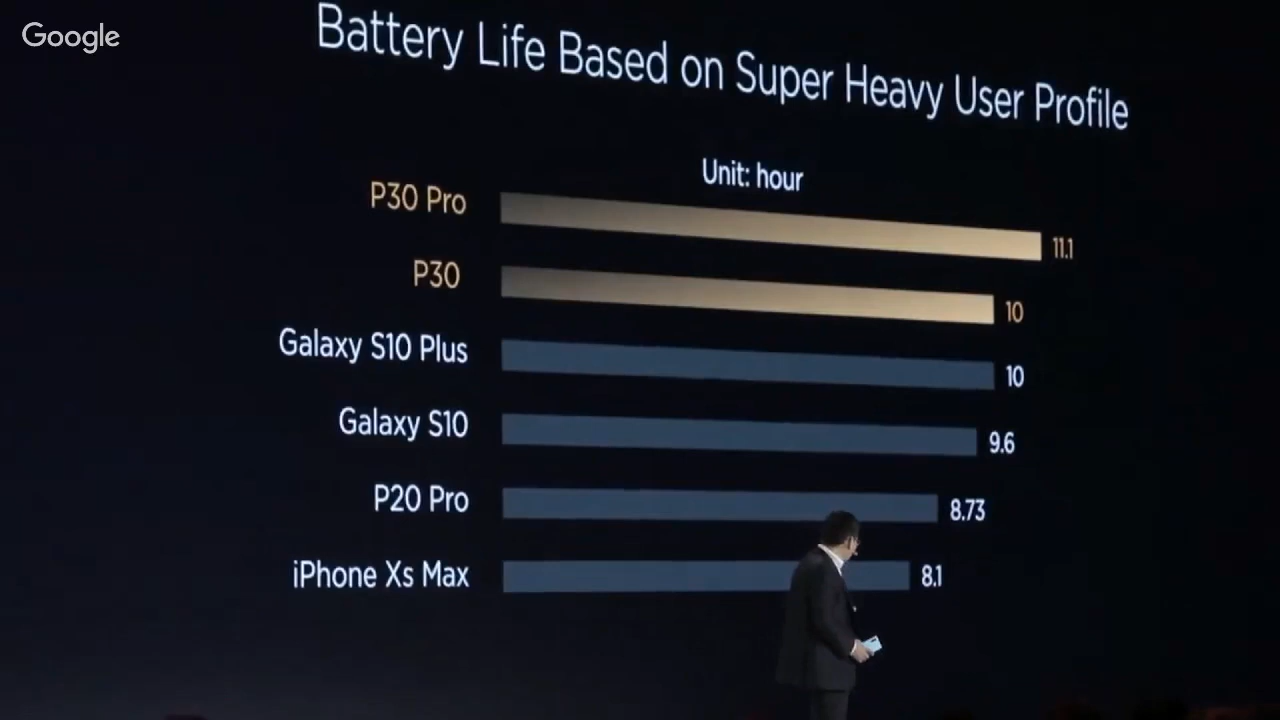 Google
Battery Life Based on Super Heavy User Profile
Unit: hour
P30 Pro 11.1
P30 10
Galaxy S10 Plus 10
Galaxy S10 9.6
P20 Pro 8.73
iPhone Xs Max 8.1